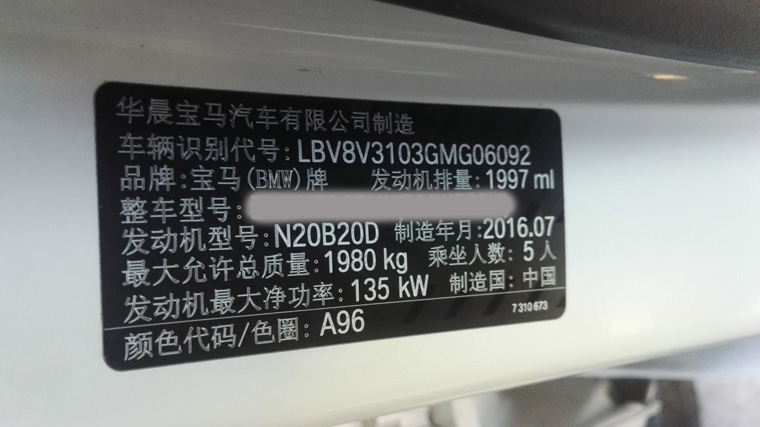 华晨宝马汽车有限公司制造
车辆识别代号: LBV8V3103GMG06092
品牌: 宝马(BMW)牌 发动机排量: 1997 ml
整车型号:
发动机型号: N20B20D 制造年月: 2016.07
最大允许总质量: 1980 kg 乘坐人数: 5 人
发动机最大净功率: 135 kW 制造国: 中国
7 310 673
颜色代码/色圈: A96